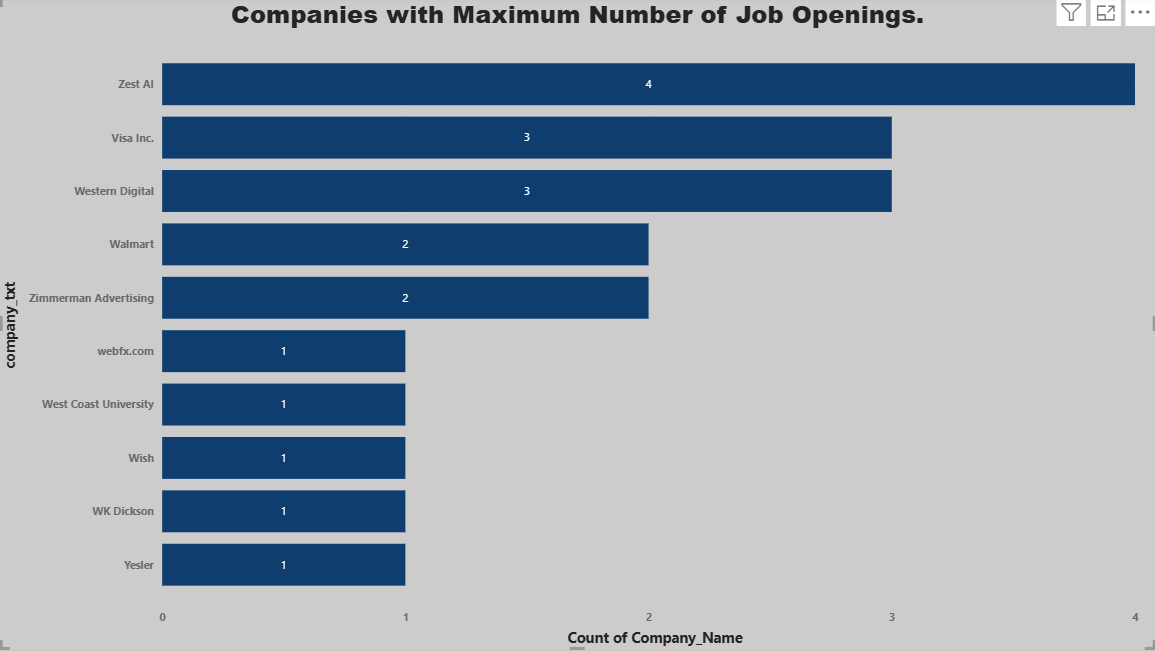 Companies with Maximum Number of Job Openings.
company_txt
Zest AI 4
Visa Inc. 3
Western Digital 3
Walmart 2
Zimmerman Advertising 2
webfx.com 1
West Coast University 1
Wish 1
WK Dickson 1
Yesler 1
0 1 2 3 4
Count of Company_Name